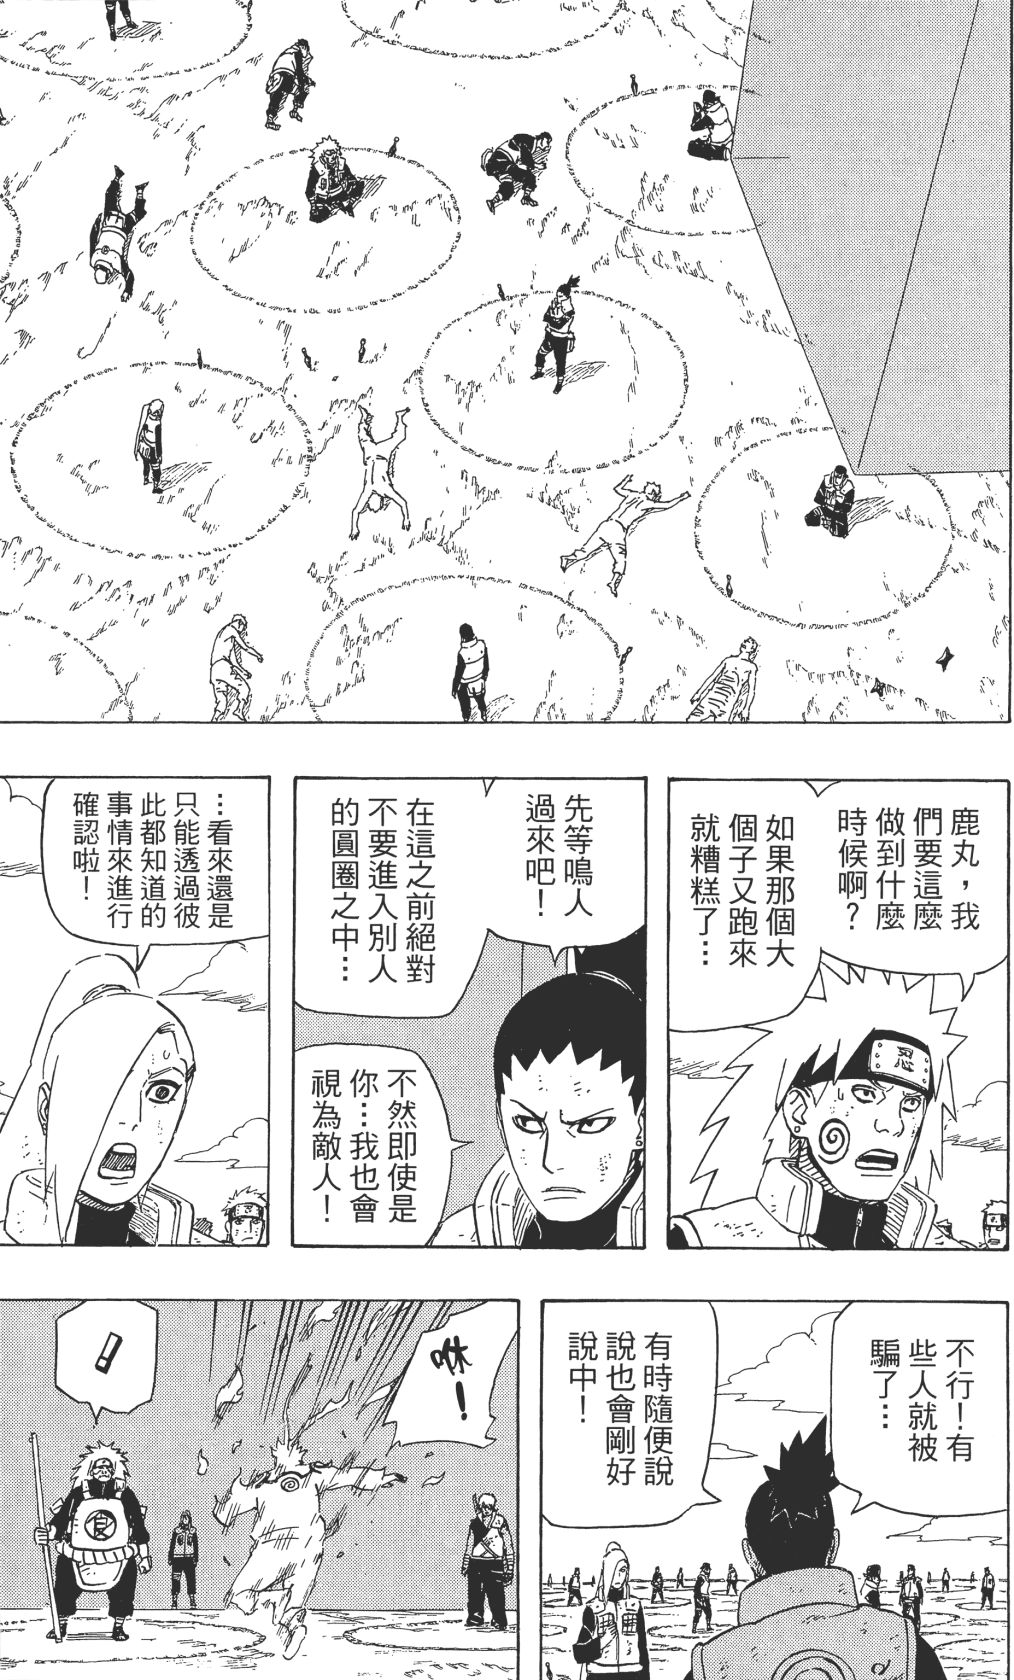 鹿丸，我
們要這麼
做到什麼
時候啊？
如果那個大
個子又跑來
就糟糕了…
忍
先等鳴人
過來吧！
在這之前絕對
不要進入別人
的圓圈之中…
不然即使是
你…我也會
視為敵人！
…看來還是
只能透過彼
此都知道的
事情來進行
確認啦！
不行！有
些人就被
騙了…
有時隨便說
說也會剛好
說中！
咻！
！